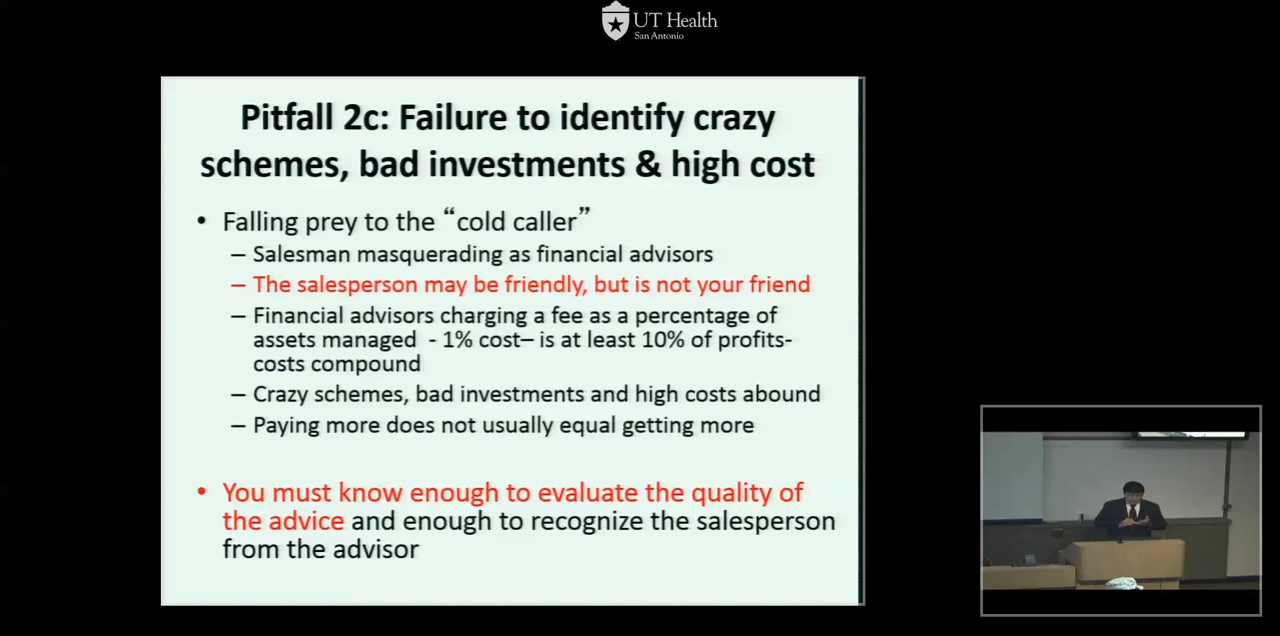 UT Health
San Antonio
Pitfall 2c: Failure to identify crazy
schemes, bad investments & high cost
• Falling prey to the “cold caller”
– Salesman masquerading as financial advisors
– The salesperson may be friendly, but is not your friend
– Financial advisors charging a fee as a percentage of
assets managed - 1% cost– is at least 10% of profits-
costs compound
– Crazy schemes, bad investments and high costs abound
– Paying more does not usually equal getting more
• You must know enough to evaluate the quality of
the advice and enough to recognize the salesperson
from the advisor